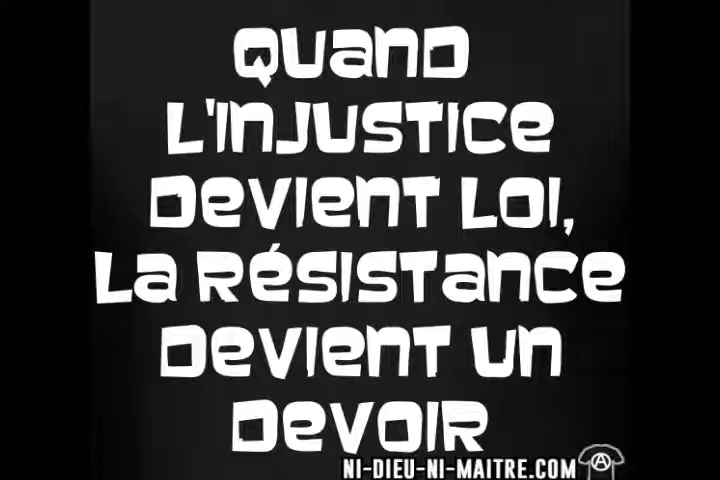 QUAND
L'INJUSTICE
DEVIENT LOI,
LA RÉSISTANCE
DEVIENT UN
DEVOIR
NI-DIEU-NI-MAITRE.COM